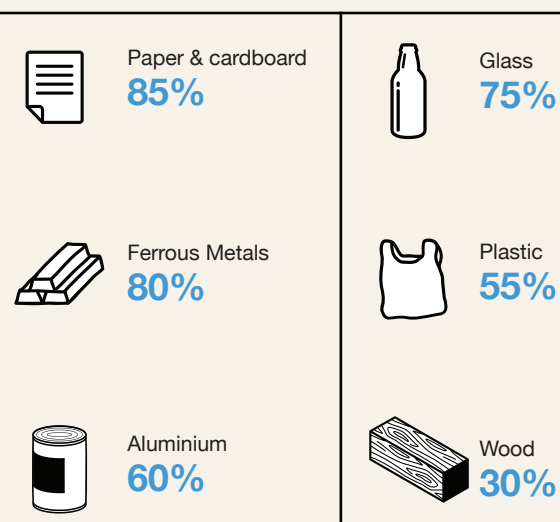 Paper & cardboard
85%
Ferrous Metals
80%
Aluminium
60%
Glass
75%
Plastic
55%
Wood
30%